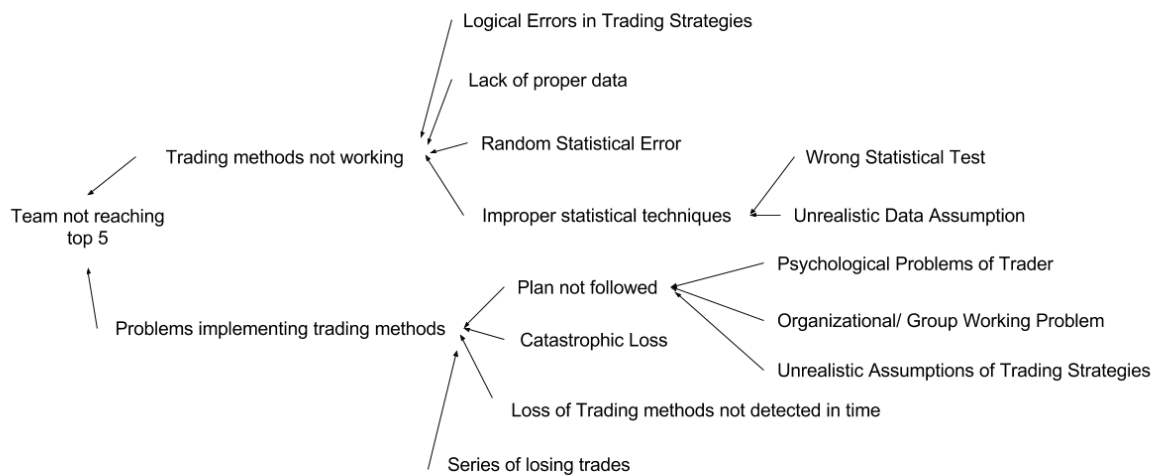 Logical Errors in Trading Strategies
Lack of proper data
Random Statistical Error
Trading methods not working
Wrong Statistical Test
Team not reaching
top 5
Improper statistical techniques
Unrealistic Data Assumption
Psychological Problems of Trader
Plan not followed
Organizational/ Group Working Problem
Problems implementing trading methods
Catastrophic Loss
Unrealistic Assumptions of Trading Strategies
Loss of Trading methods not detected in time
Series of losing trades